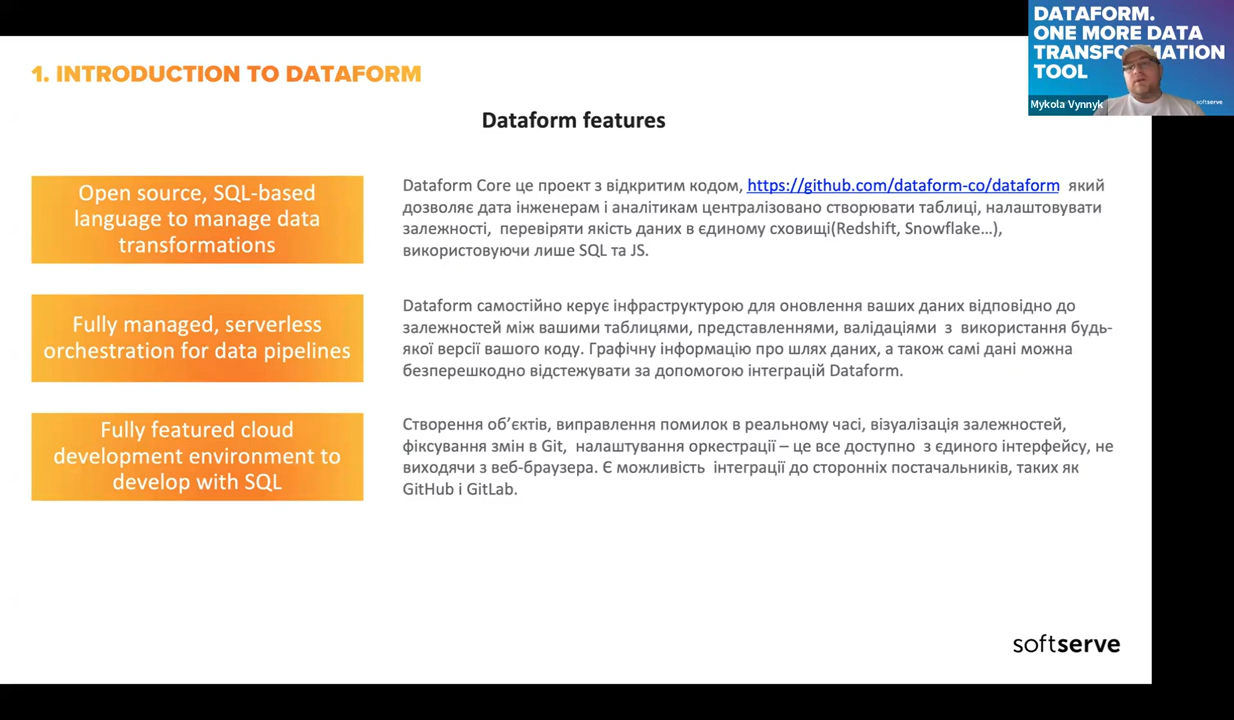 1. INTRODUCTION TO DATAFORM
Dataform features
Open source, SQL-based
language to manage data
transformations
Dataform Core це проект з відкритим кодом, https://github.com/dataform-co/dataform який
дозволяє дата інженерам і аналітикам централізовано створювати таблиці, налаштовувати
залежності, перевіряти якість даних в єдиному сховищі(Redshift, Snowflake...),
використовуючи лише SQL та JS.
Fully managed, serverless
orchestration for data pipelines
Dataform самостійно керує інфраструктурою для оновлення ваших даних відповідно до
залежностей між вашими таблицями, представленнями, валідаціями з використання будь-
якої версії вашого коду. Графічну інформацію про шлях даних, а також самі дані можна
безперешкодно відстежувати за допомогою інтеграцій Dataform.
Fully featured cloud
development environment to
develop with SQL
Створення об’єктів, виправлення помилок в реальному часі, візуалізація залежностей,
фіксування змін в Git, налаштування оркестрації – це все доступно з єдиного інтерфейсу, не
виходячи з веб-браузера. Є можливість інтеграції до сторонніх постачальників, таких як
GitHub і GitLab.
softserve
DATAFORM.
ONE MORE DATA
TRANSFORMATION
TOOL
Mykola Vynnyk
softserve